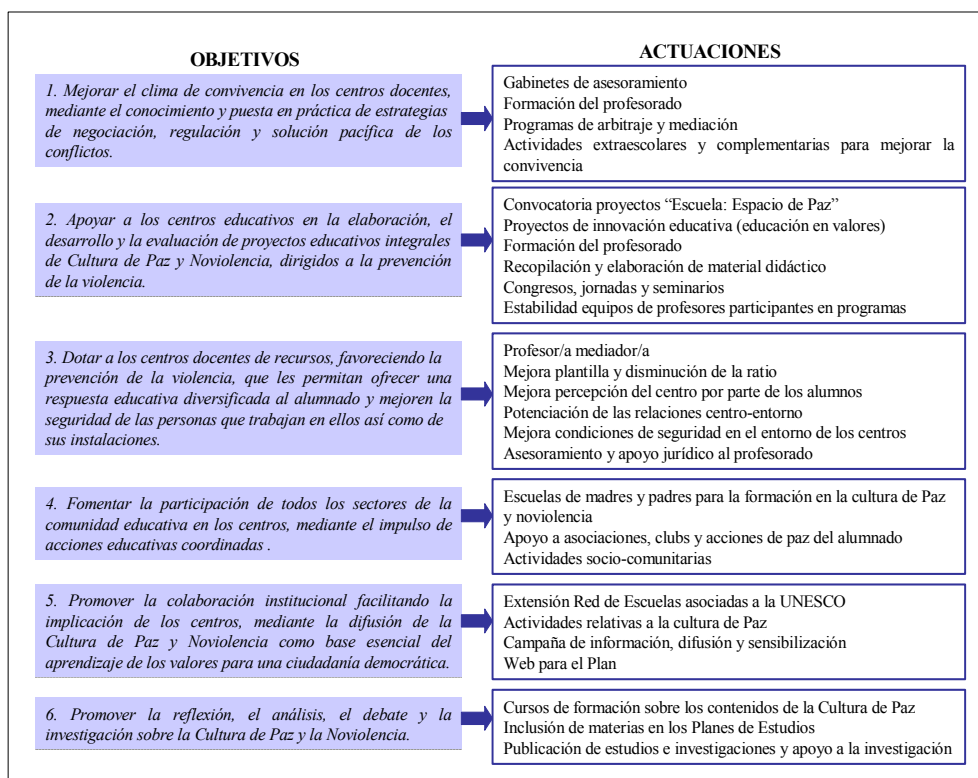 OBJETIVOS
ACTUACIONES
1. Mejorar el clima de convivencia en los centros docentes,
mediante el conocimiento y puesta en práctica de estrategias
de negociación, regulación y solución pacífica de los
conflictos.
Gabinetes de asesoramiento
Formación del profesorado
Programas de arbitraje y mediación
Actividades extraescolares y complementarias para mejorar la
convivencia
2. Apoyar a los centros educativos en la elaboración, el
desarrollo y la evaluación de proyectos educativos integrales
de Cultura de Paz y Noviolencia, dirigidos a la prevención
de la violencia.
Convocatoria proyectos “Escuela: Espacio de Paz”
Proyectos de innovación educativa (educación en valores)
Formación del profesorado
Recopilación y elaboración de material didáctico
Congresos, jornadas y seminarios
Estabilidad equipos de profesores participantes en programas
3. Dotar a los centros docentes de recursos, favoreciendo la
prevención de la violencia, que les permitan ofrecer una
respuesta educativa diversificada al alumnado y mejoren la
seguridad de las personas que trabajan en ellos así como de
sus instalaciones.
Profesor/a mediador/a
Mejora plantilla y disminución de la ratio
Mejora percepción del centro por parte de los alumnos
Potenciación de las relaciones centro-entorno
Mejora condiciones de seguridad en el entorno de los centros
Asesoramiento y apoyo jurídico al profesorado
4. Fomentar la participación de todos los sectores de la
comunidad educativa en los centros, mediante el impulso de
acciones educativas coordinadas .
Escuelas de madres y padres para la formación en la cultura de Paz
y noviolencia
Apoyo a asociaciones, clubs y acciones de paz del alumnado
Actividades socio-comunitarias
5. Promover la colaboración institucional facilitando la
implicación de los centros, mediante la difusión de la
Cultura de Paz y Noviolencia como base esencial del
aprendizaje de los valores para una ciudadanía democrática.
Extensión Red de Escuelas asociadas a la UNESCO
Actividades relativas a la cultura de Paz
Campaña de información, difusión y sensibilización
Web para el Plan
6. Promover la reflexión, el análisis, el debate y la
investigación sobre la Cultura de Paz y la Noviolencia.
Cursos de formación sobre los contenidos de la Cultura de Paz
Inclusión de materias en los Planes de Estudios
Publicación de estudios e investigaciones y apoyo a la investigación